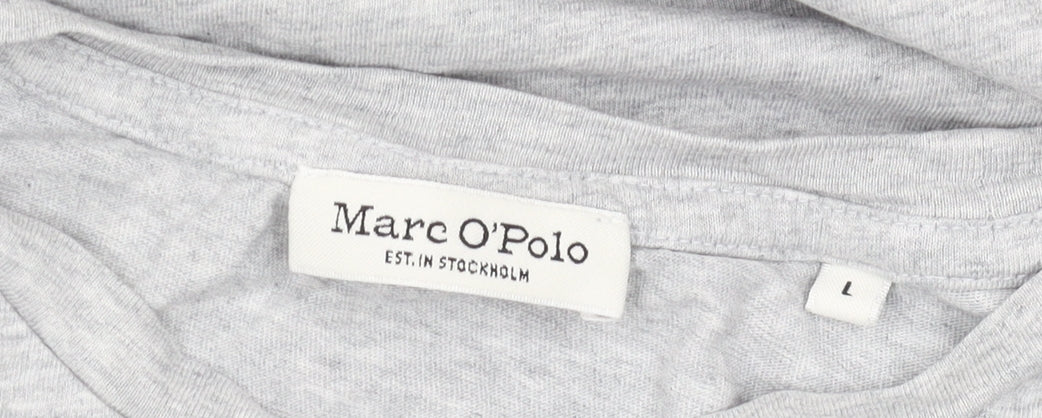 Marc O'Polo
EST. IN STOCKHOLM
L